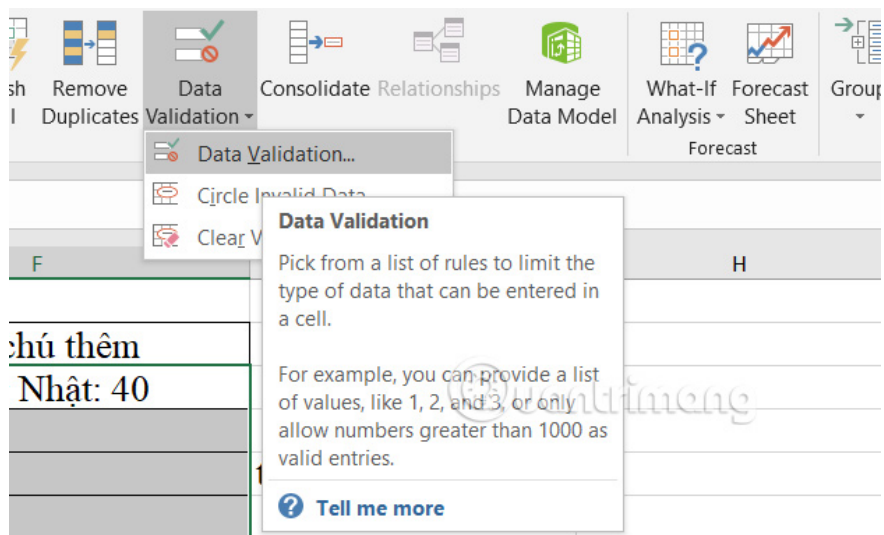 sh Remove Data Consolidate Relationships Manage What-If Forecast Group
l Duplicates Validation Data Model Analysis Sheet
Forecast
Data Validation...
Circle Invalid Data
Clear V
Data Validation
Pick from a list of rules to limit the
type of data that can be entered in
a cell.
For example, you can provide a list
of values, like 1, 2, and 3, or only
allow numbers greater than 1000 as
valid entries.
Tell me more
F H
chú thêm
Nhật: 40
t
Quantrimang